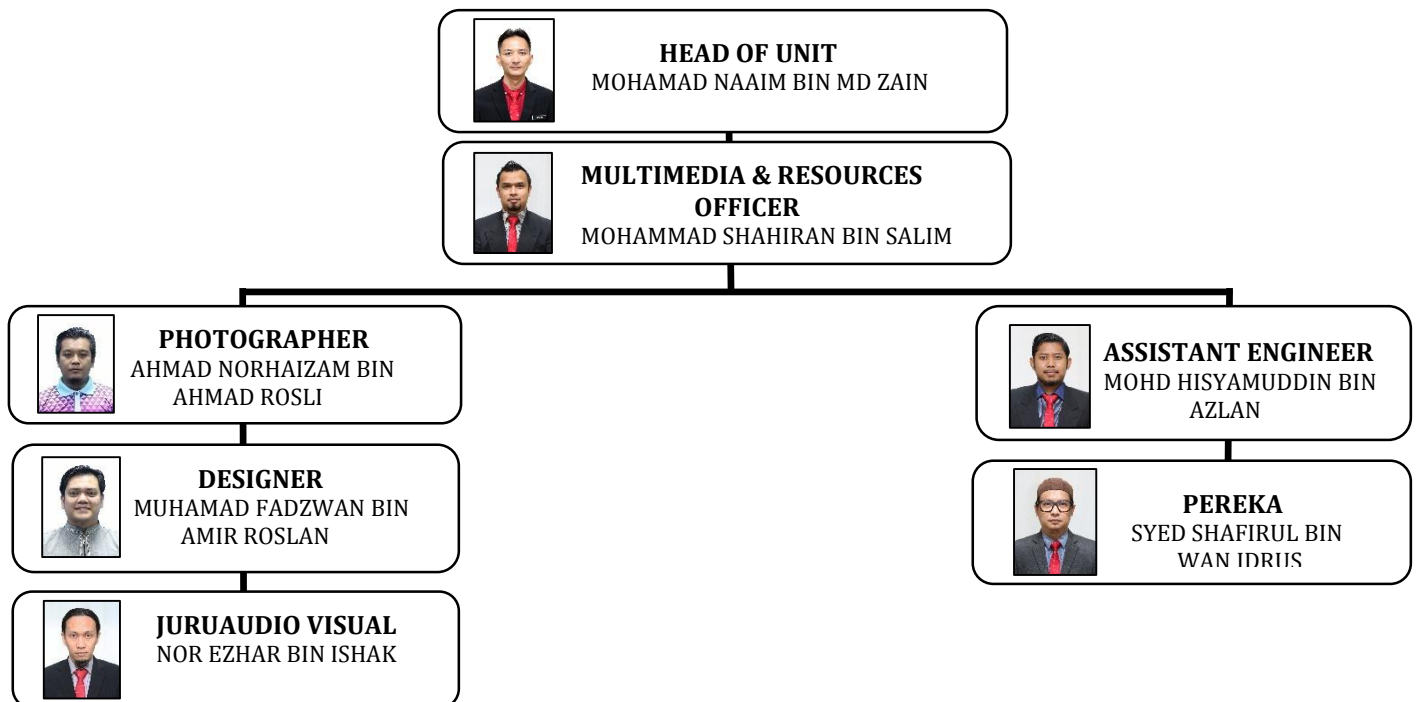 HEAD OF UNIT
MOHAMAD NAAIM BIN MD ZAIN
MULTIMEDIA & RESOURCES
OFFICER
MOHAMMAD SHAHIRAN BIN SALIM
PHOTOGRAPHER
AHMAD NORHAIZAM BIN
AHMAD ROSLI
DESIGNER
MUHAMAD FADZWAN BIN
AMIR ROSLAN
JURUAUDIO VISUAL
NOR EZHAR BIN ISHAK
ASSISTANT ENGINEER
MOHD HISYAMUDDIN BIN
AZLAN
PEREKA
SYED SHAFIRUL BIN
WAN IDRUS